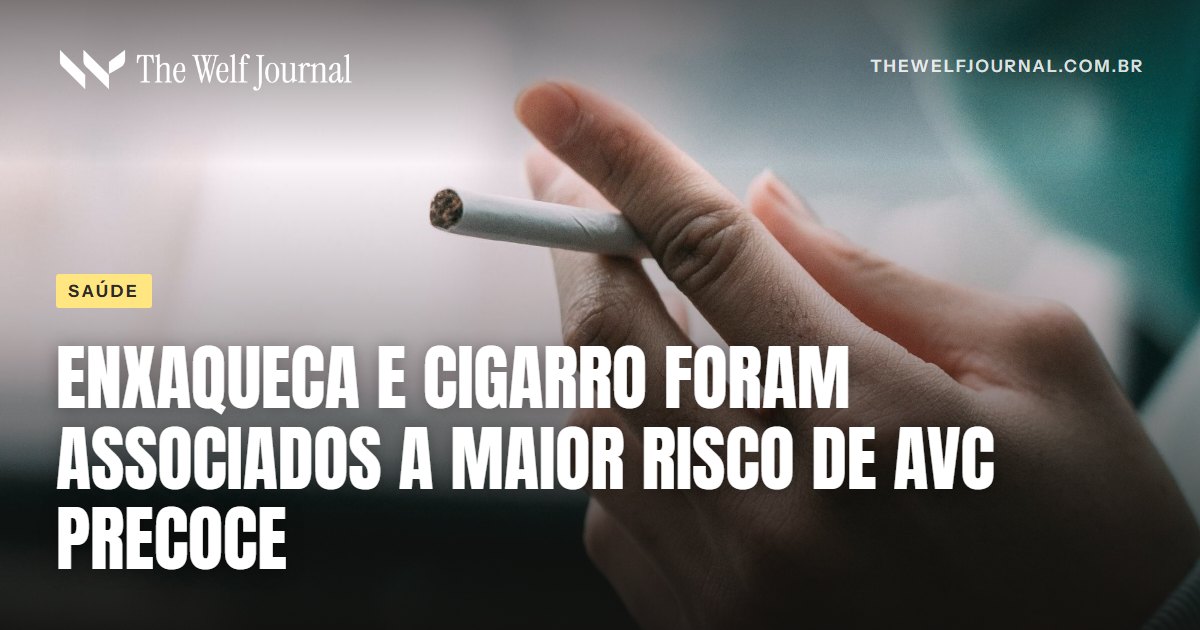 The Welf Journal
THEWELFJOURNAL.COM.BR
SAÚDE
ENXAQUECA E CIGARRO FORAM
ASSOCIADOS A MAIOR RISCO DE AVC
PRECOCE